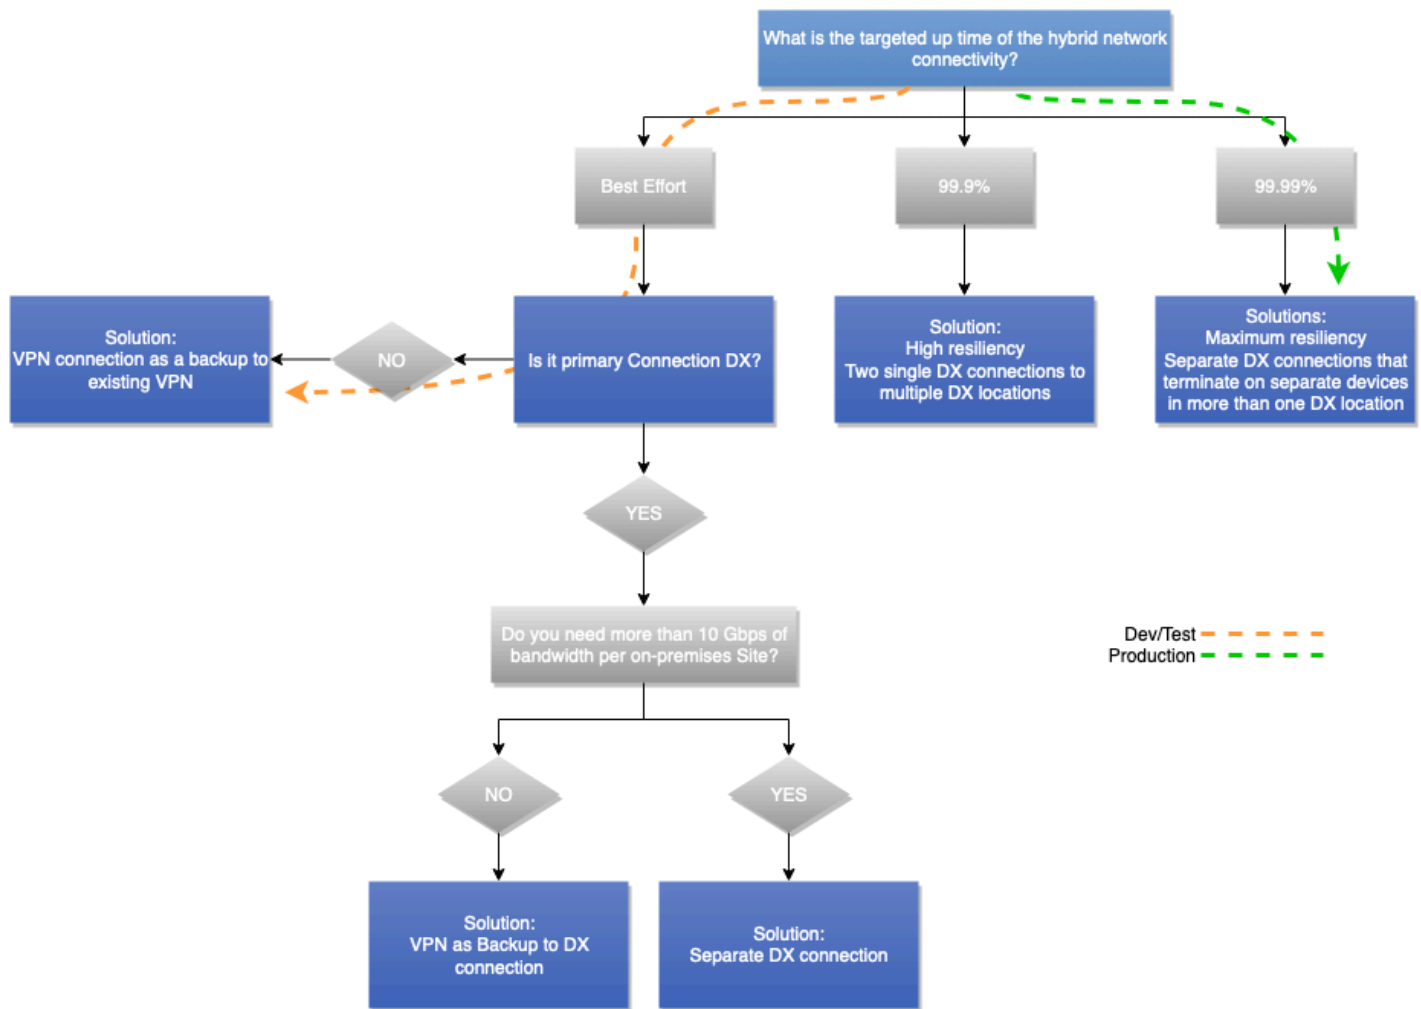 What is the targeted up time of the hybrid network
connectivity?
Best Effort
99.9%
99.99%
Solution:
VPN connection as a backup to
existing VPN
NO
Is it primary Connection DX?
Solution:
High resiliency
Two single DX connections to
multiple DX locations
Solutions:
Maximum resiliency
Separate DX connections that
terminate on separate devices
in more than one DX location
YES
Do you need more than 10 Gbps of
bandwidth per on-premises Site?
Dev/Test
Production
NO
YES
Solution:
VPN as Backup to DX
connection
Solution:
Separate DX connection